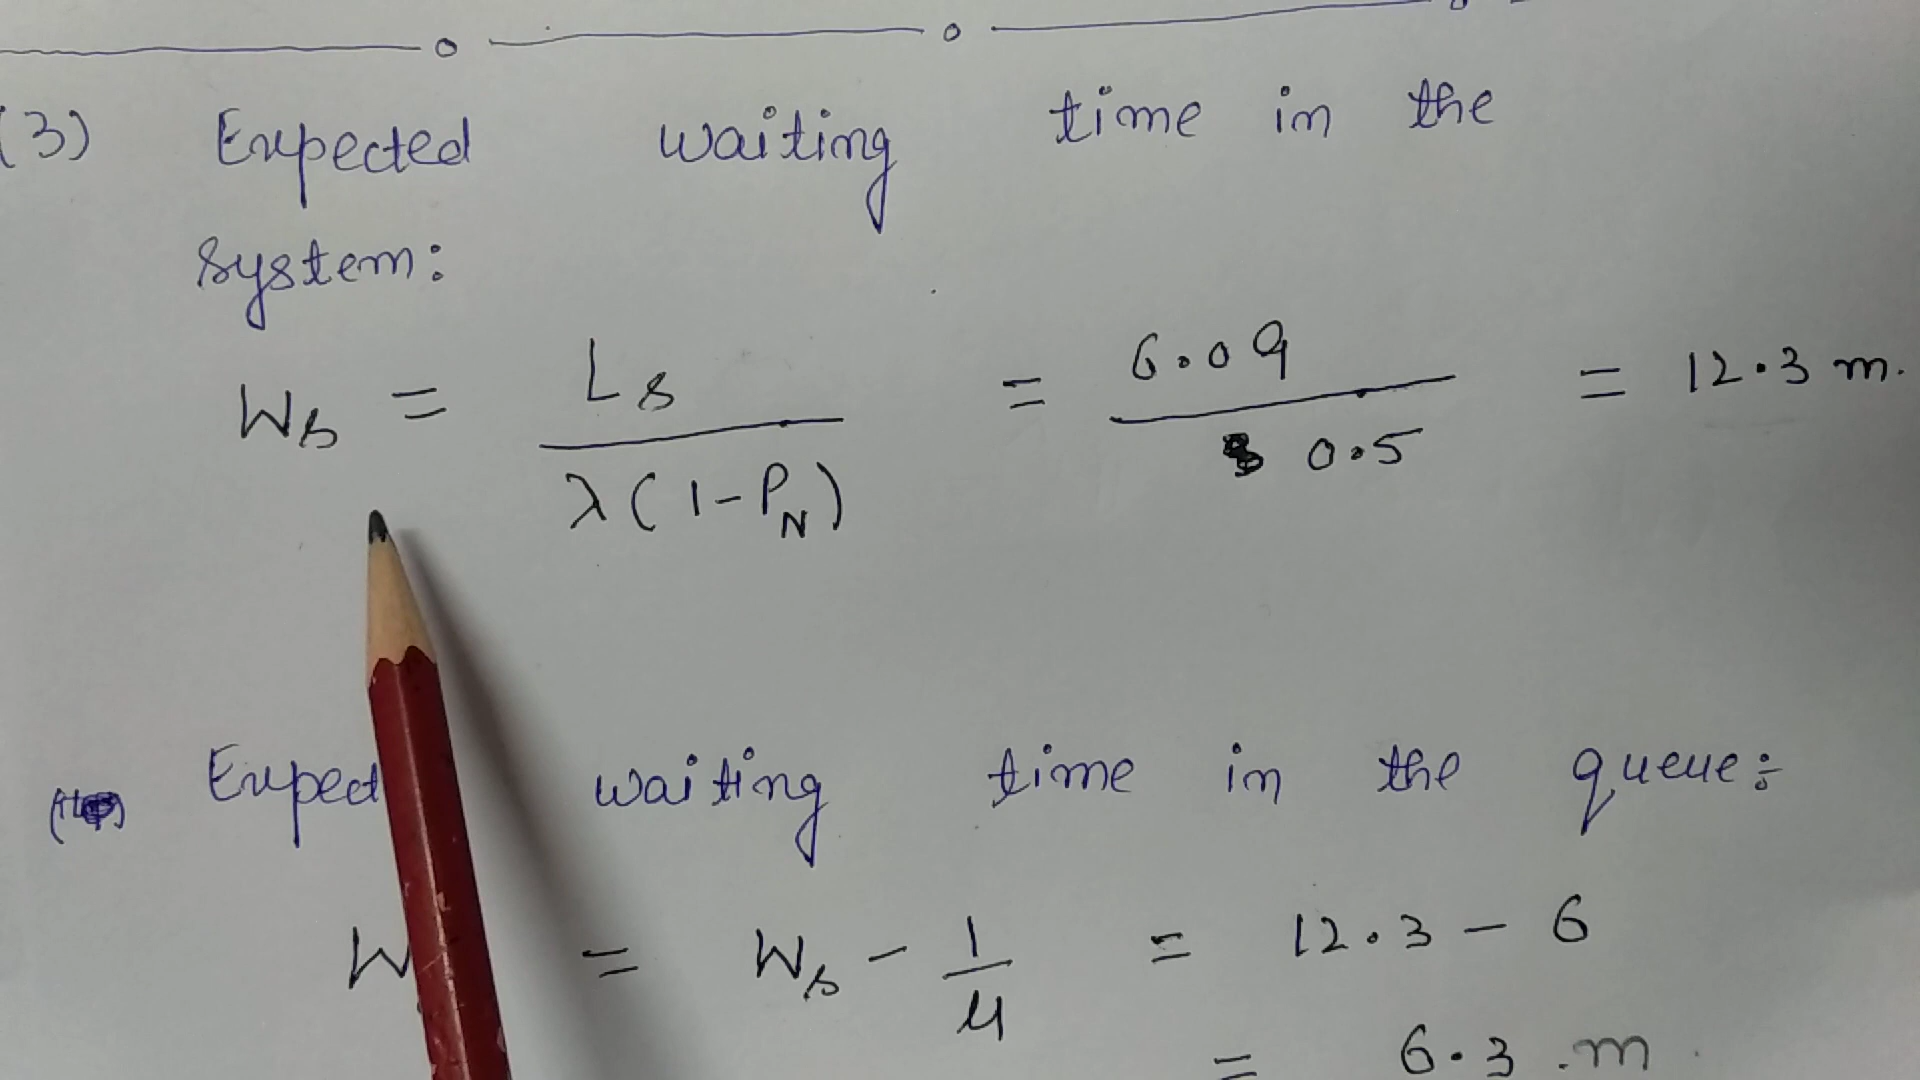 (3) Expected waiting time in the
system:
Ws = Ls / λ(1-PN) = 6.09 / 0.5 = 12.3 m.
Expect waiting time in the queue:
W = Ws - 1/μ = 12.3 - 6
= 6.3 .m